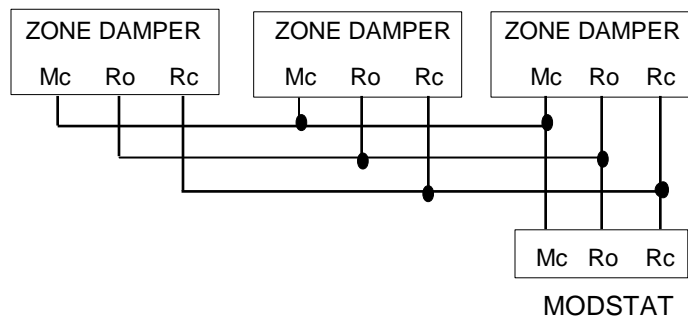 ZONE DAMPER ZONE DAMPER ZONE DAMPER
Mc Ro Rc Mc Ro Rc Mc Ro Rc
Mc Ro Rc
MODSTAT